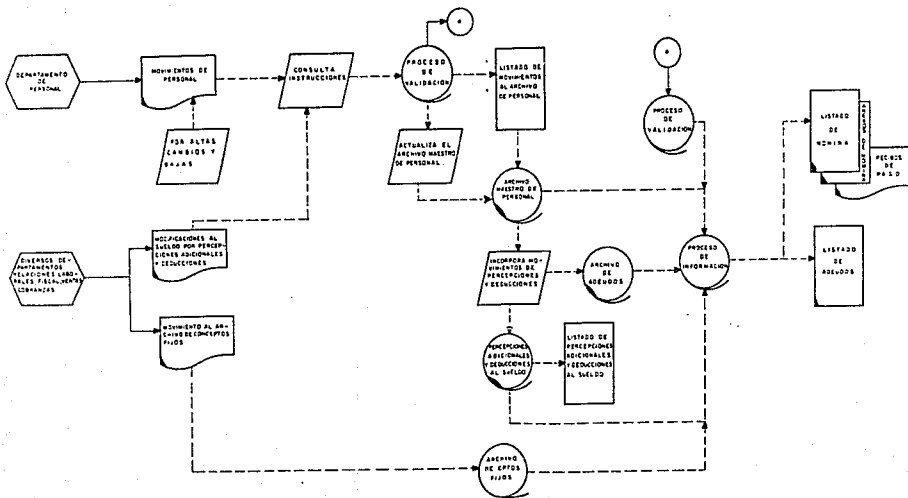 DEPARTAMENTO
DE
PERSONAL
MOVIMIENTOS DE
PERSONAL
POR ALTAS
CAMBIOS Y
BAJAS
CONSULTA
INSTRUCCIONES
PROCESO
DE
VALIDACION
LISTADO DE
MOVIMIENTOS
AL ARCHIVO
DE PERSONAL
ACTUALIZA EL
ARCHIVO MAESTRO
DE PERSONAL.
ARCHIVO
MAESTRO DE
PERSONAL
PROCESO
DE
VALIDACION
LISTADO
DE
NOMINA
RECIBOS
DE
PAGO
DIVERSOS DE-
PARTAMENTOS
RELACIONES LABO-
RALES, FISCAL, VENTAS
COBRANZAS
MODIFICACIONES AL
SUELDO POR PERCEP-
CIONES ADICIONALES
Y DEDUCCIONES
MOVIMIENTO AL AR-
CHIVO DE CONCEPTOS
FIJOS
INCORPORA MO-
VIMIENTOS DE
PERCEPCIONES
Y DEDUCCIONES
ARCHIVO
DE
ADEUDOS
PROCESO
DE
INFORMACION
LISTADO
DE
ADEUDOS
PERCEPCIONES
ADICIONALES
Y DEDUCCIONES
AL SUELDO
LISTADO DE
PERCEPCIONES
ADICIONALES
Y DEDUCCIONES
AL SUELDO
ARCHIVO
DE CPTOS
FIJOS